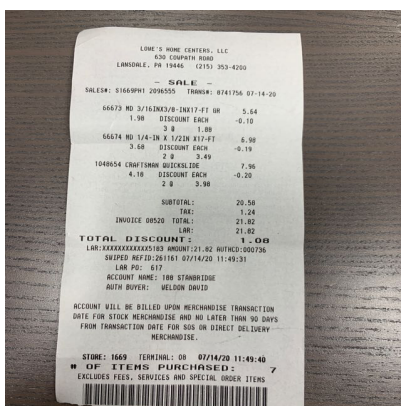 LOWE'S HOME CENTERS, LLC
630 COWPATH ROAD
LANSDALE, PA 19446 (215) 353-4200
- SALE -
SALES#: S1669PH1 2096555 TRANS#: 8741756 07-14-20
66673 MD 3/16INX3/8-INX17-FT GR 5.64
1.98 DISCOUNT EACH -0.10
3 @ 1.88
66674 MD 1/4-IN X 1/2IN X17-FT 6.98
3.68 DISCOUNT EACH -0.19
2 @ 3.49
1048654 CRAFTSMAN QUICKSLIDE 7.96
4.18 DISCOUNT EACH -0.20
2 @ 3.98
SUBTOTAL: 20.58
TAX: 1.24
INVOICE 08520 TOTAL: 21.82
LAR: 21.82
TOTAL DISCOUNT: 1.08
LAR:XXXXXXXXXXXX5183 AMOUNT:21.82 AUTHCD:000736
SWIPED REFID:261161 07/14/20 11:49:31
LAR PO: 617
ACCOUNT NAME: 188 STANBRIDGE
AUTH BUYER: WELDON DAVID
ACCOUNT WILL BE BILLED UPON MERCHANDISE TRANSACTION
DATE FOR STOCK MERCHANDISE AND NO LATER THAN 90 DAYS
FROM TRANSACTION DATE FOR SOS OR DIRECT DELIVERY
MERCHANDISE.
STORE: 1669 TERMINAL: 08 07/14/20 11:49:40
# OF ITEMS PURCHASED: 7
EXCLUDES FEES, SERVICES AND SPECIAL ORDER ITEMS